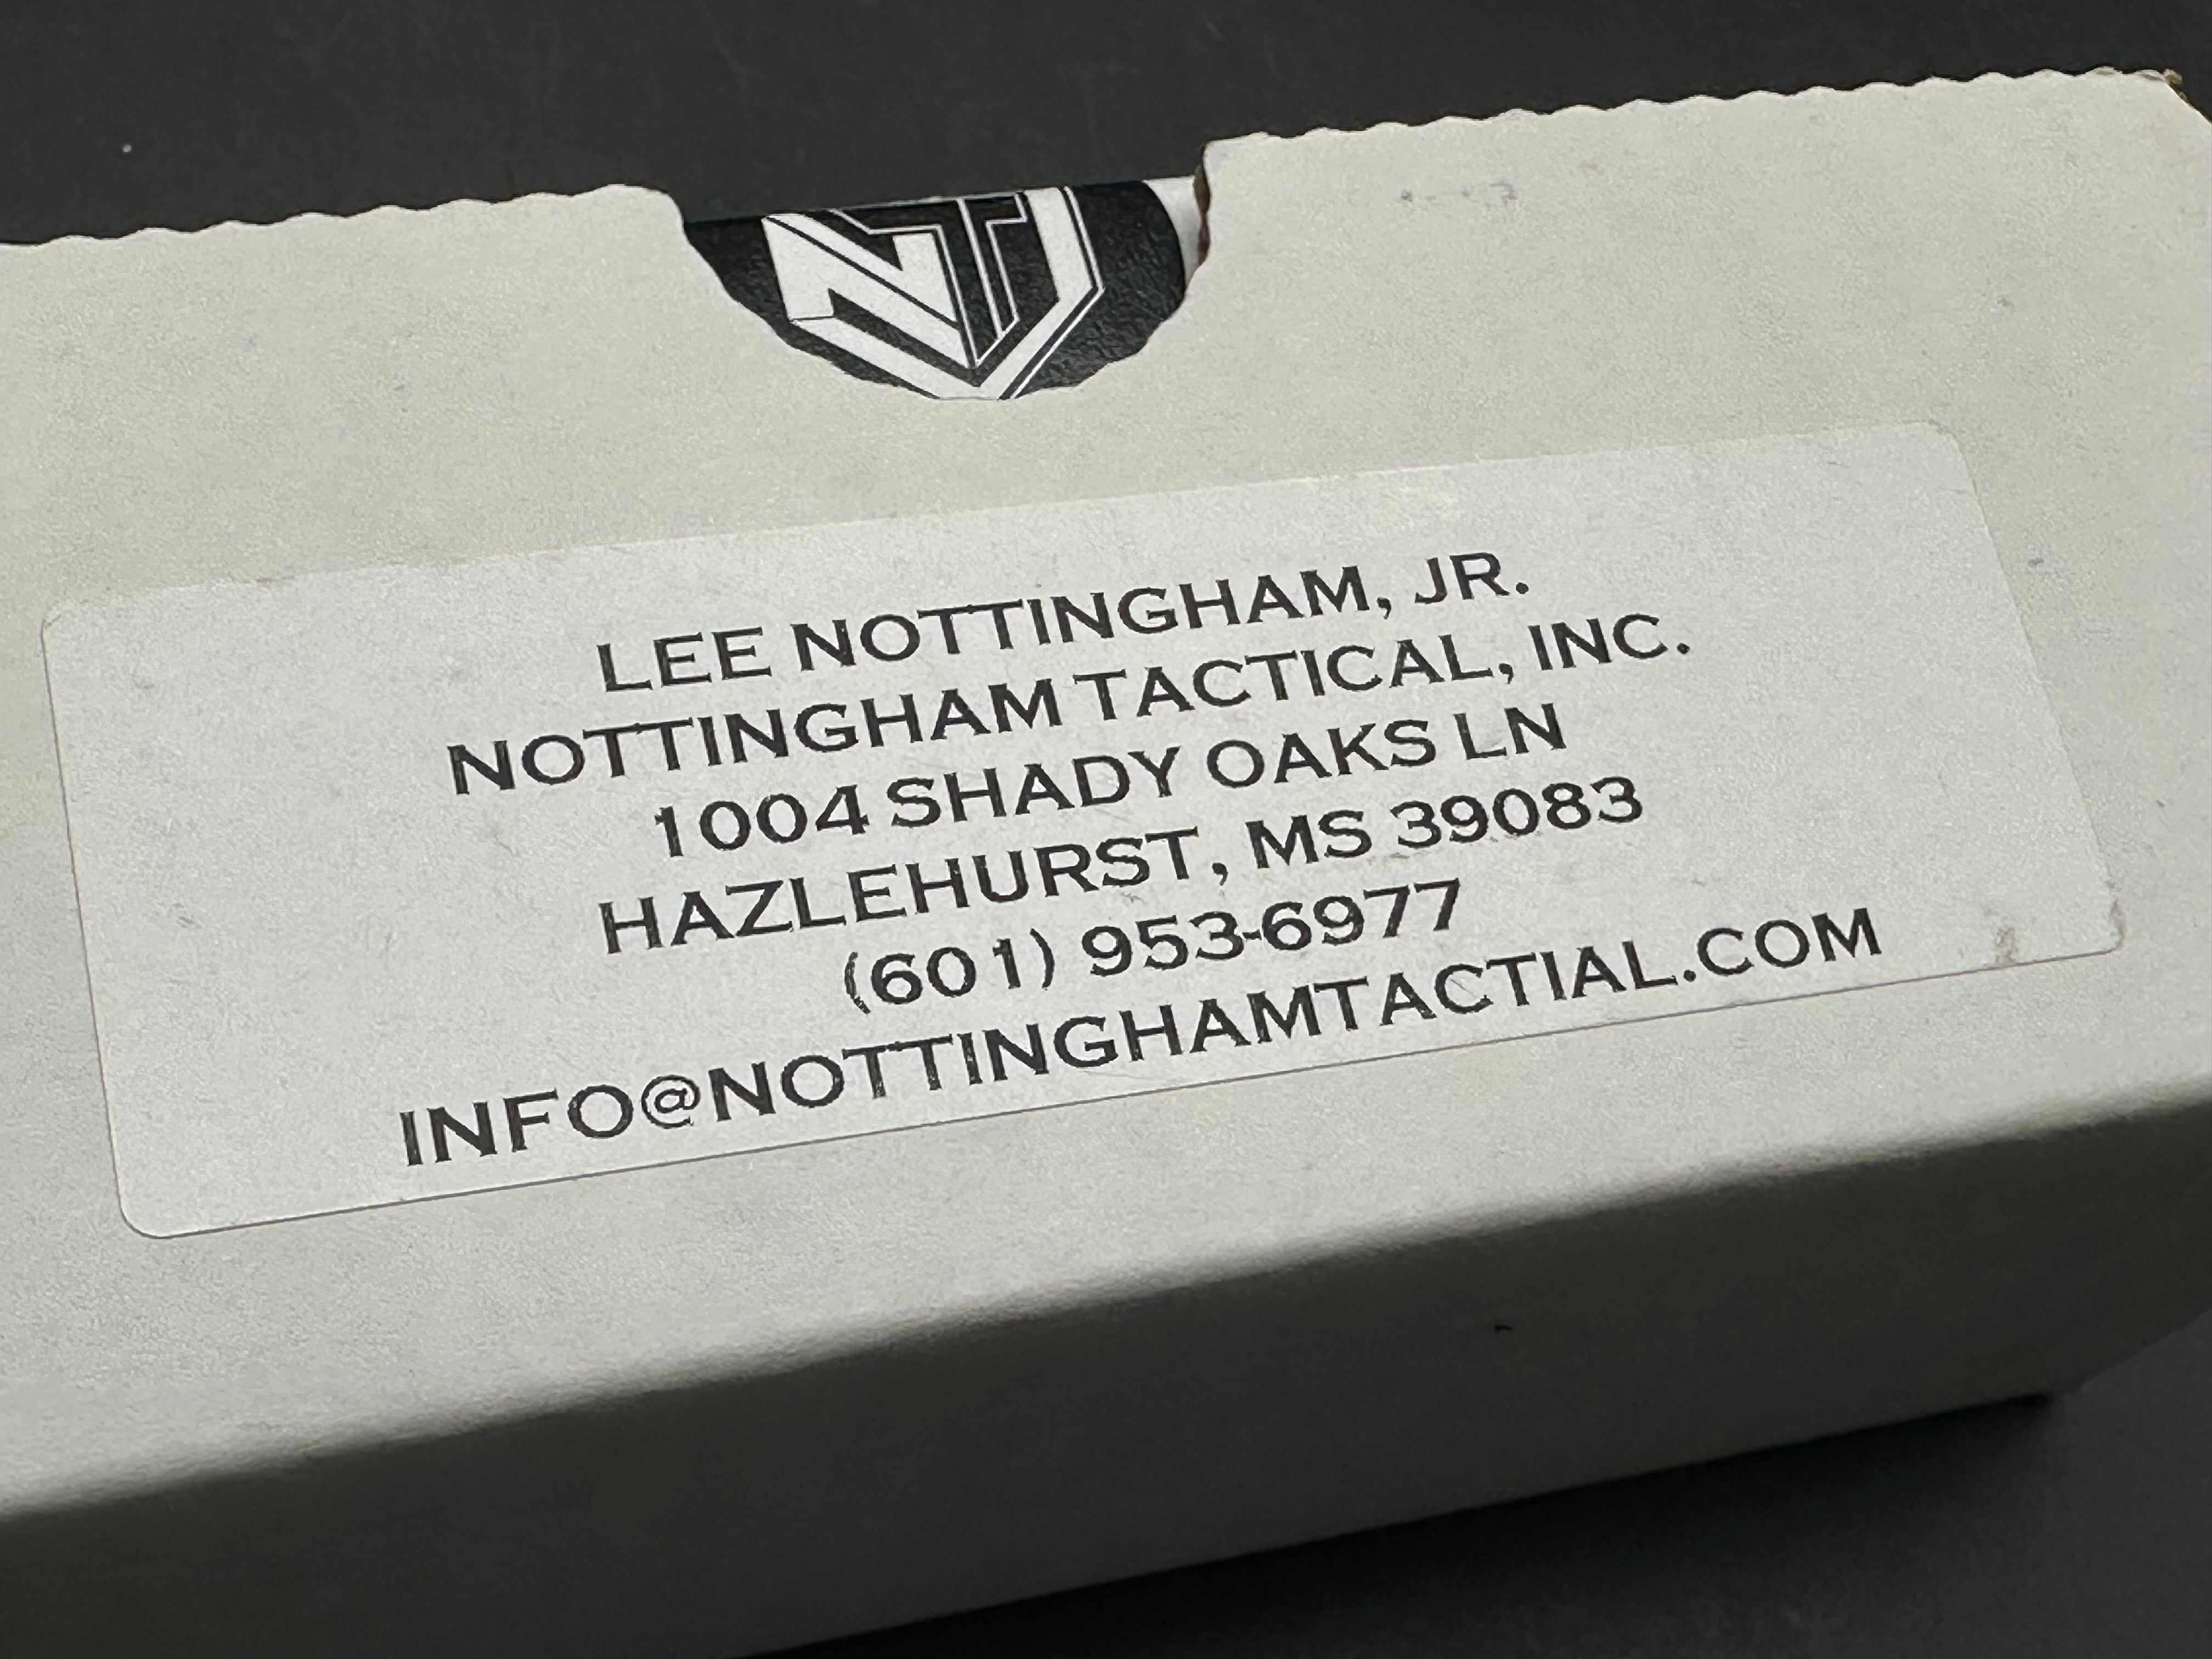 NT
LEE NOTTINGHAM, JR.
NOTTINGHAM TACTICAL, INC.
1004 SHADY OAKS LN
HAZLEHURST, MS 39083
(601) 953-6977
INFO@NOTTINGHAMTACTIAL.COM